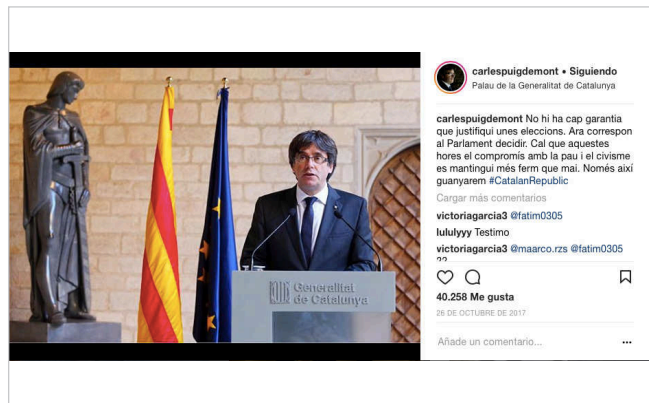 carlespuigdemont • Siguiendo
Palau de la Generalitat de Catalunya
carlespuigdemont No hi ha cap garantia
que justifiqui unes eleccions. Ara correspon
al Parlament decidir. Cal que aquestes
hores el compromís amb la pau i el civisme
es mantingui més ferm que mai. Només així
guanyarem #CatalanRepublic
Cargar más comentarios
victoriagarcia3 @fatim0305
lululyyy Testimo
victoriagarcia3 @maarco.rzs @fatim0305
Generalitat
de Catalunya
40.258 Me gusta
26 DE OCTUBRE DE 2017
Añade un comentario...